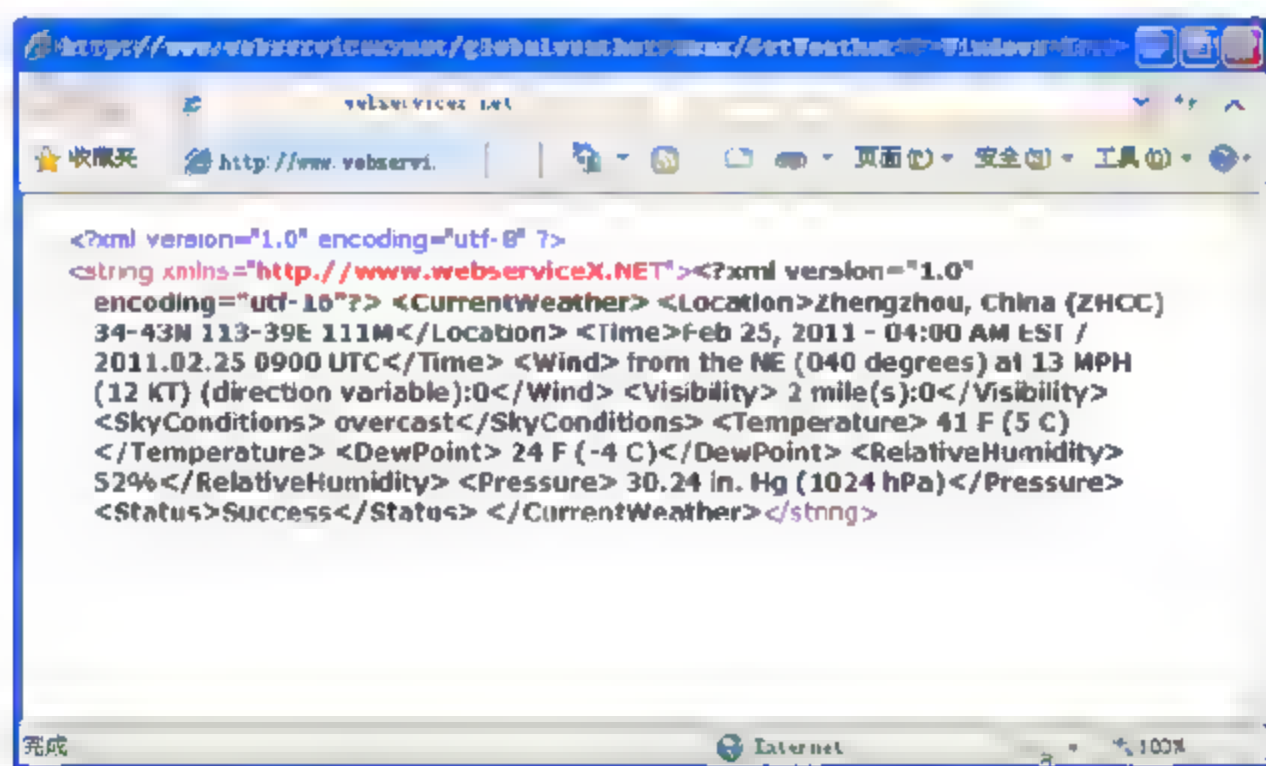 webservicex.net
收藏夹 http://www.webservi. 页面(P) 安全(S) 工具(O)
<?xml version="1.0" encoding="utf-8" ?>
<string xmlns="http://www.webserviceX.NET"><?xml version="1.0"
encoding="utf-16"?> <CurrentWeather> <Location>Zhengzhou, China (ZHCC)
34-43N 113-39E 111M</Location> <Time>Feb 25, 2011 - 04:00 AM EST /
2011.02.25 0900 UTC</Time> <Wind> from the NE (040 degrees) at 13 MPH
(12 KT) (direction variable):0</Wind> <Visibility> 2 mile(s):0</Visibility>
<SkyConditions> overcast</SkyConditions> <Temperature> 41 F (5 C)
</Temperature> <DewPoint> 24 F (-4 C)</DewPoint> <RelativeHumidity>
52%</RelativeHumidity> <Pressure> 30.24 in. Hg (1024 hPa)</Pressure>
<Status>Success</Status> </CurrentWeather></string>
完成 Internet 100%